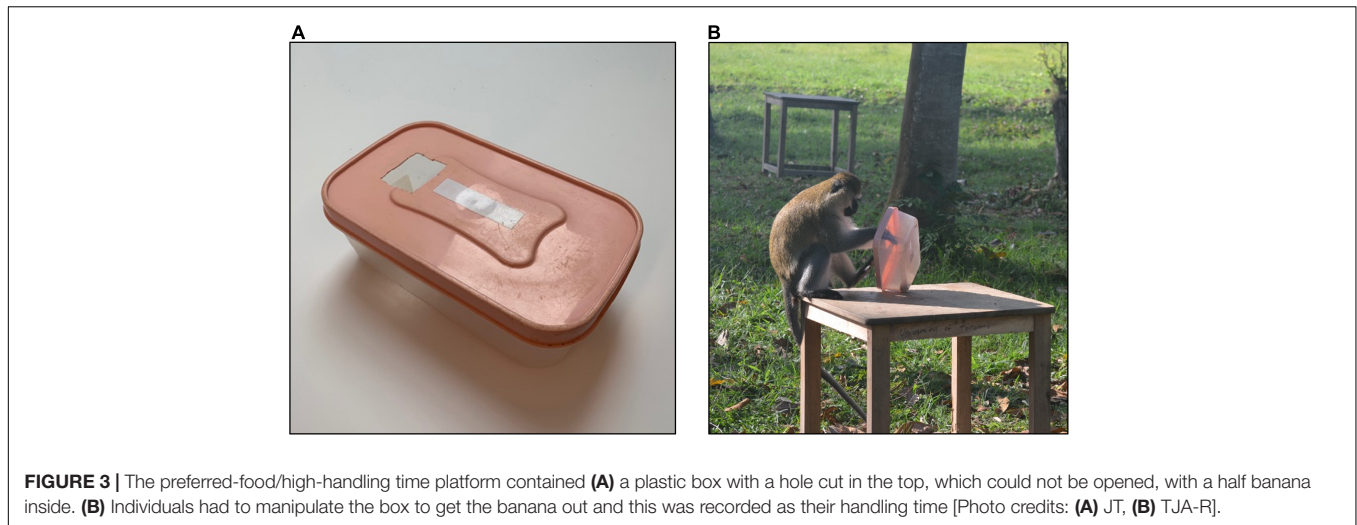 A
B
FIGURE 3 | The preferred-food/high-handling time platform contained (A) a plastic box with a hole cut in the top, which could not be opened, with a half banana
inside. (B) Individuals had to manipulate the box to get the banana out and this was recorded as their handling time [Photo credits: (A) JT, (B) TJA-R].